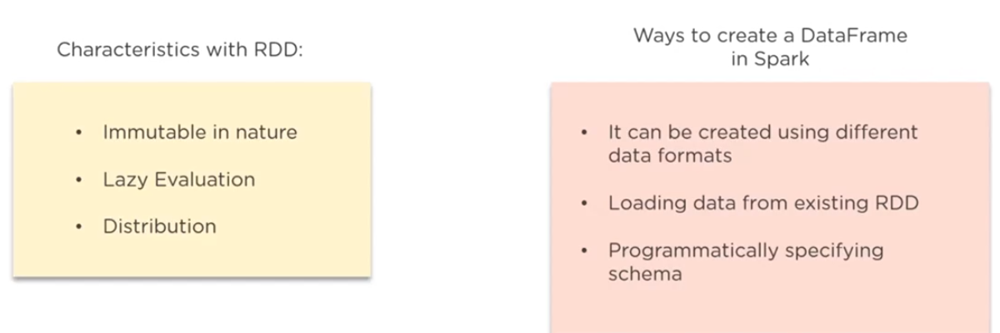 Characteristics with RDD:
• Immutable in nature
• Lazy Evaluation
• Distribution
Ways to create a DataFrame
in Spark
• It can be created using different
data formats
• Loading data from existing RDD
• Programmatically specifying
schema